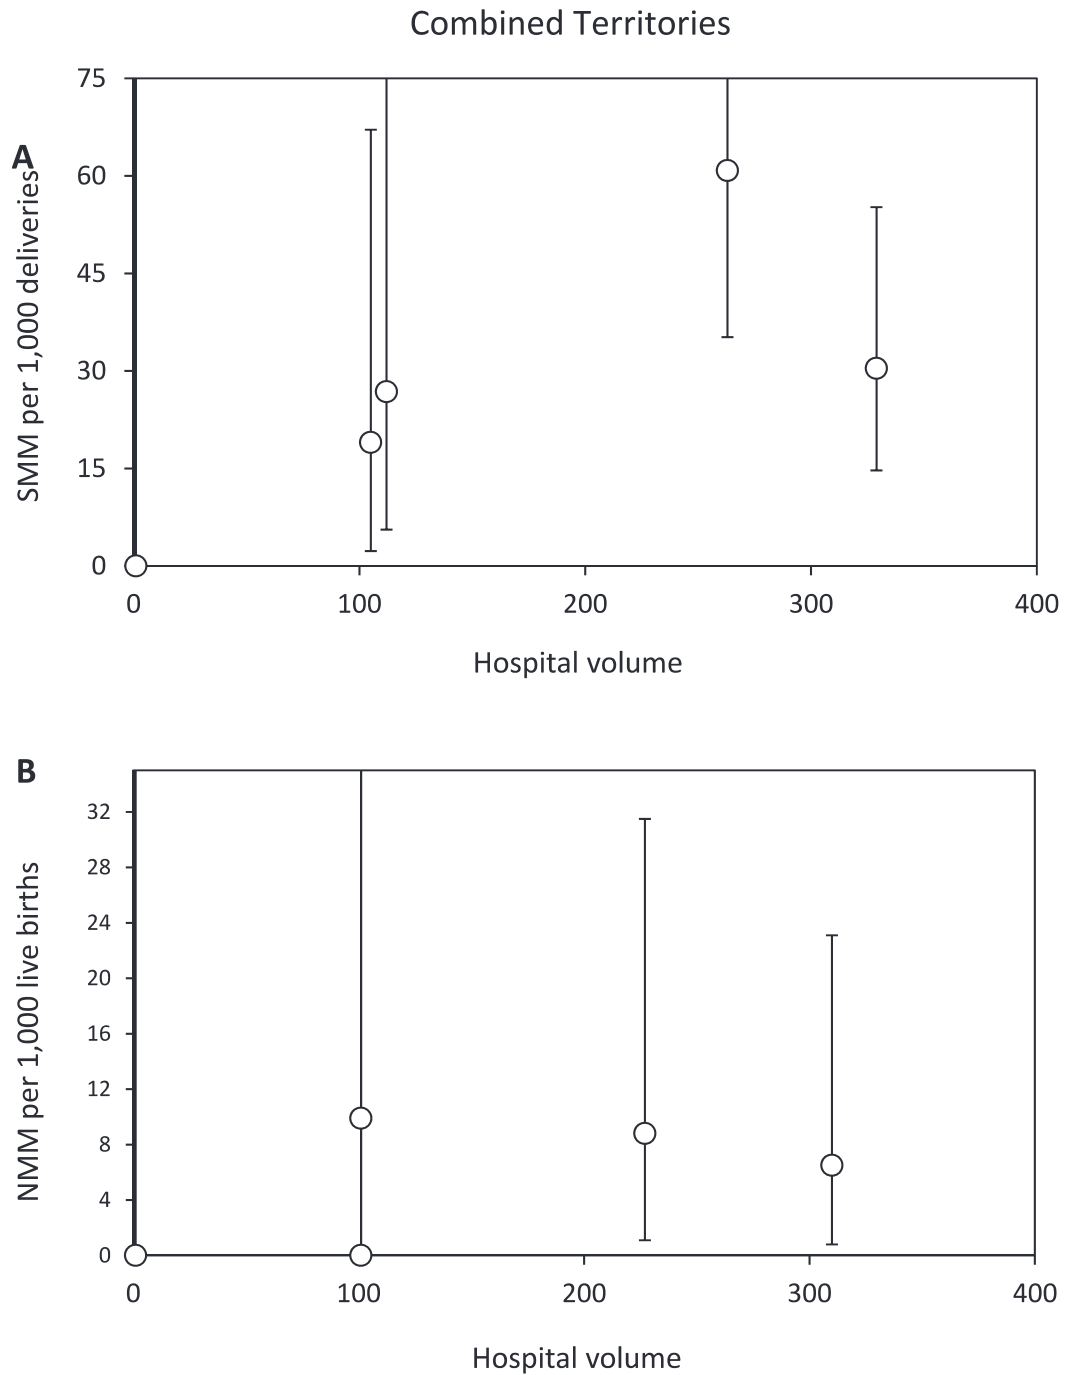 Combined Territories
A
SMM per 1,000 deliveries
75
60
45
30
15
0
0 100 200 300 400
Hospital volume
B
NMM per 1,000 live births
32
28
24
20
16
12
8
4
0
0 100 200 300 400
Hospital volume